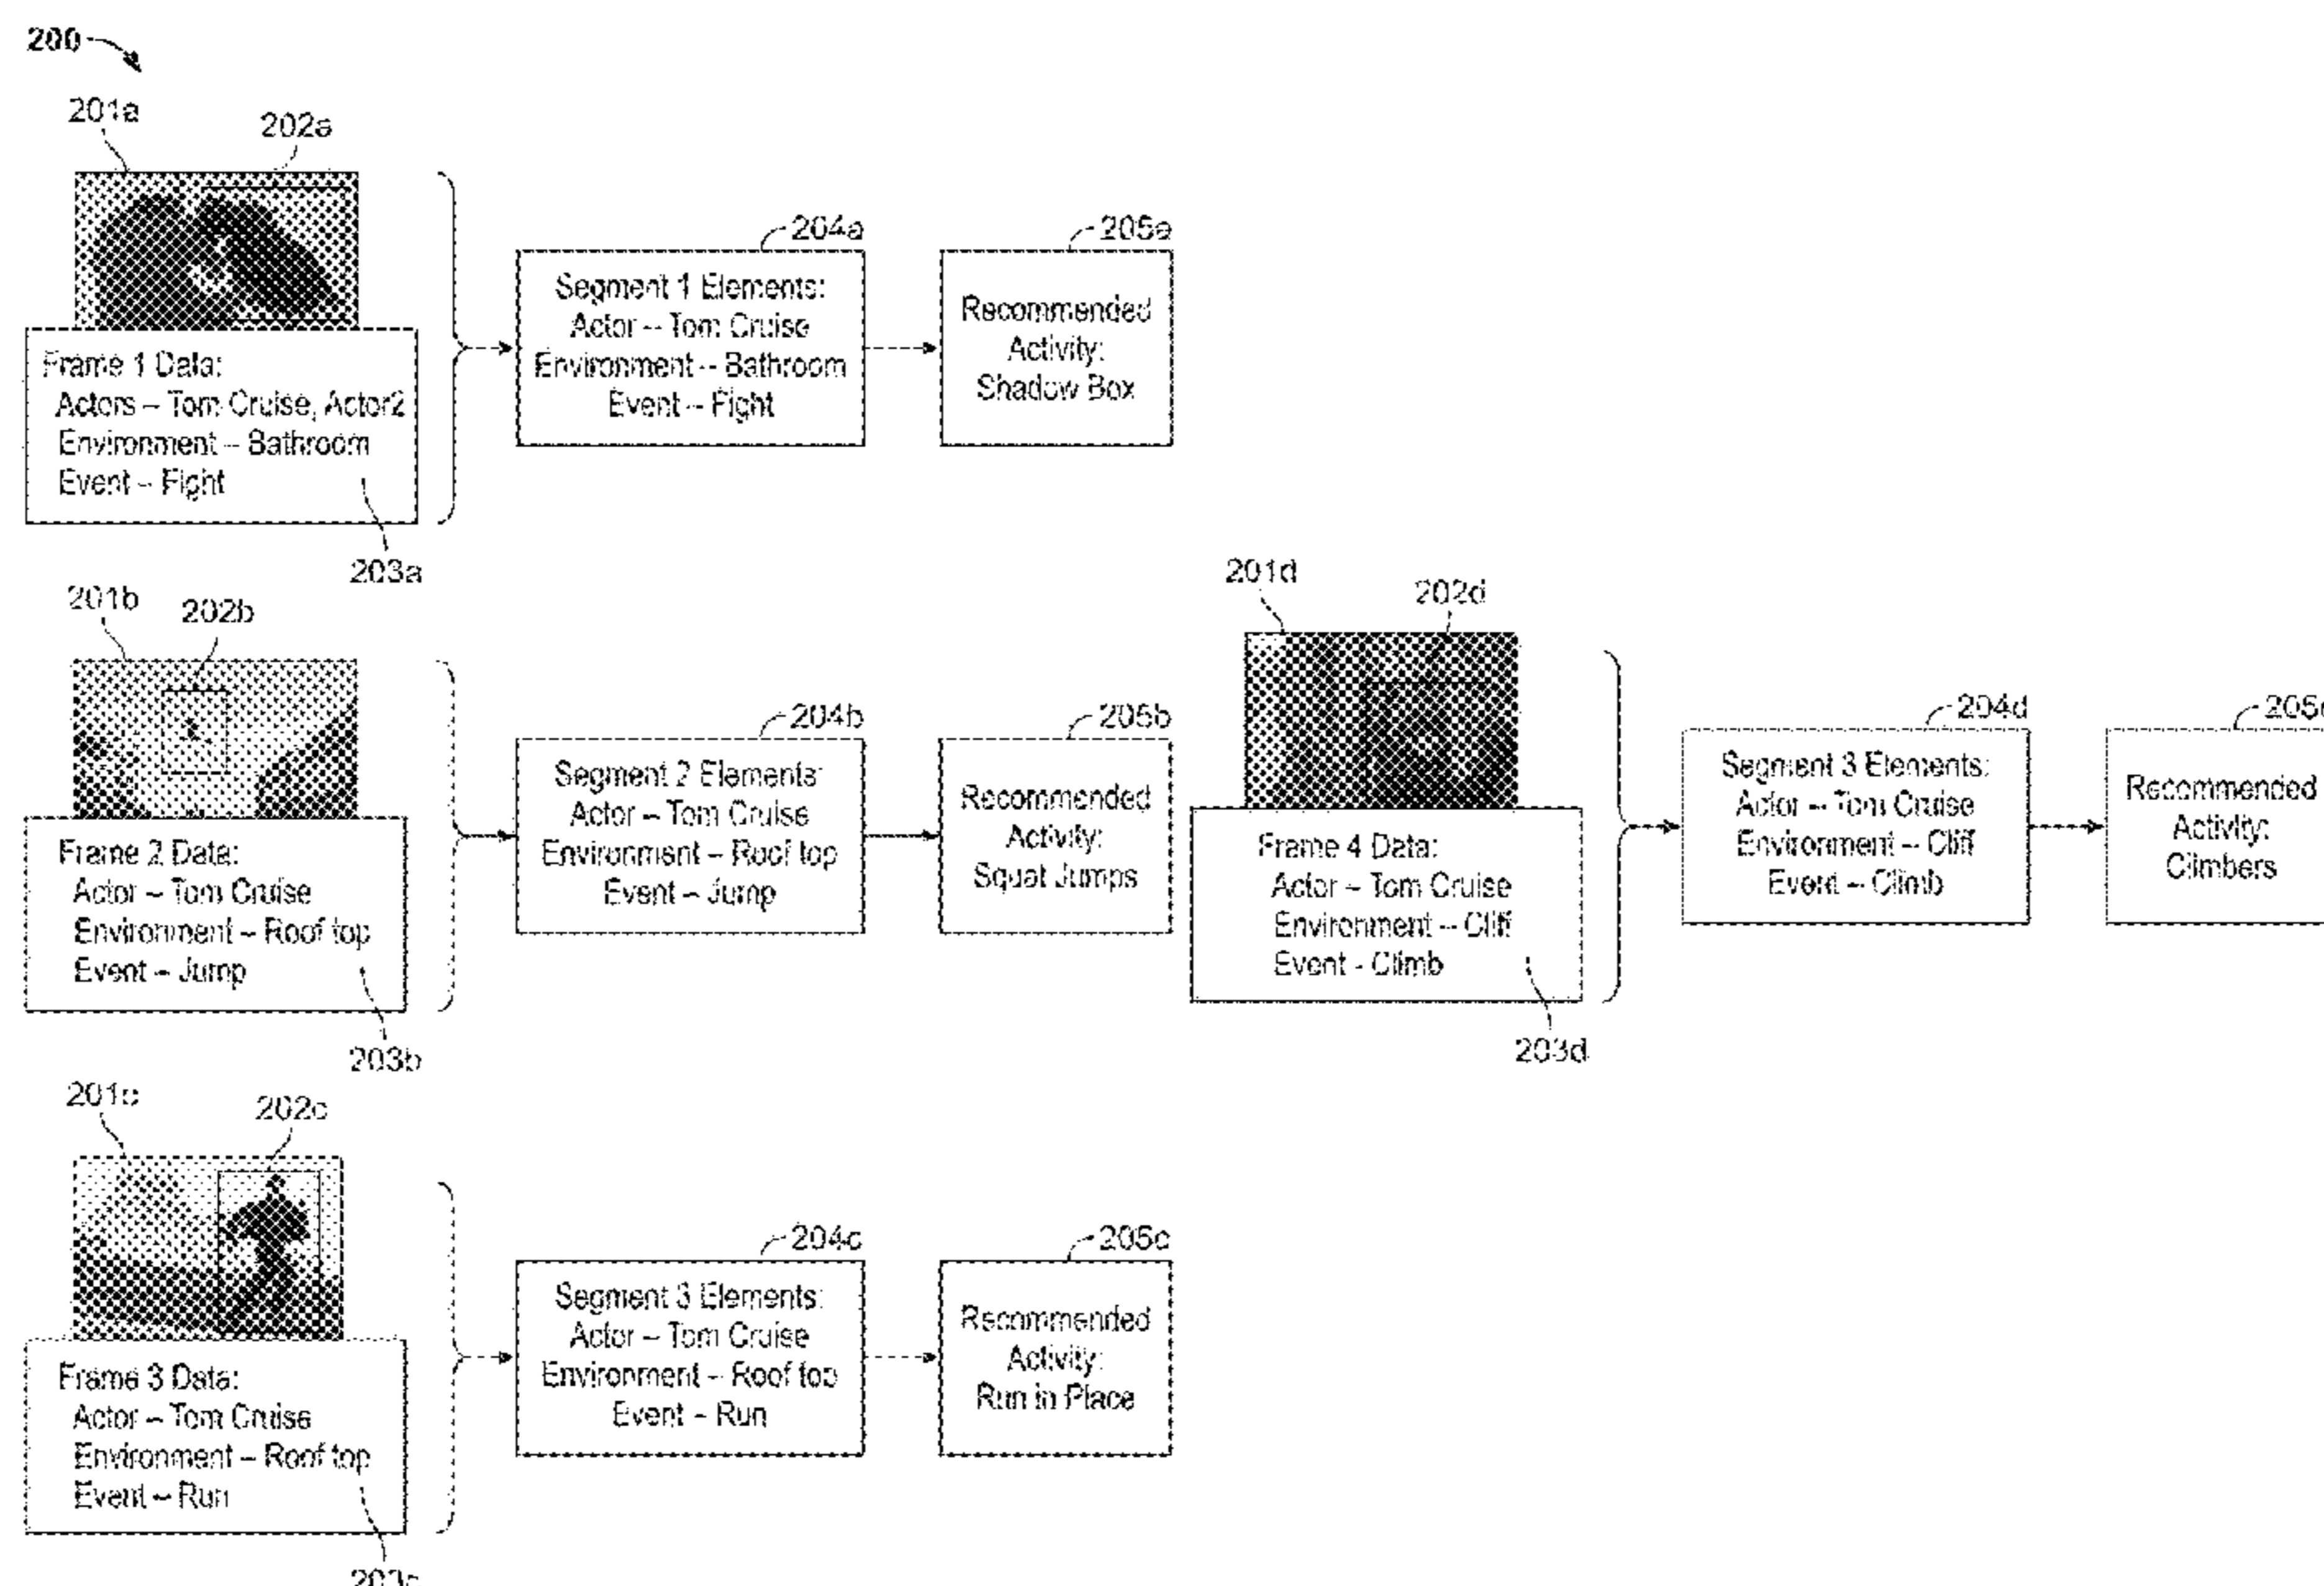 200
201a
202a
Frame 1 Data:
Actors – Tom Cruise, Actor2
Environment – Bathroom
Event – Fight
203a
204a
Segment 1 Elements:
Actor – Tom Cruise
Environment – Bathroom
Event – Fight
205a
Recommended
Activity:
Shadow Box
201b
202b
Frame 2 Data:
Actor – Tom Cruise
Environment – Roof top
Event – Jump
203b
204b
Segment 2 Elements:
Actor – Tom Cruise
Environment – Roof top
Event – Jump
205b
Recommended
Activity:
Squat Jumps
201d
202d
Frame 4 Data:
Actor – Tom Cruise
Environment – Cliff
Event - Climb
203d
204d
Segment 3 Elements:
Actor – Tom Cruise
Environment – Cliff
Event – Climb
Recommended
Activity:
Climbers
201c
202c
Frame 3 Data:
Actor – Tom Cruise
Environment – Roof top
Event – Run
204c
Segment 3 Elements:
Actor – Tom Cruise
Environment – Roof top
Event – Run
205c
Recommended
Activity:
Run in Place